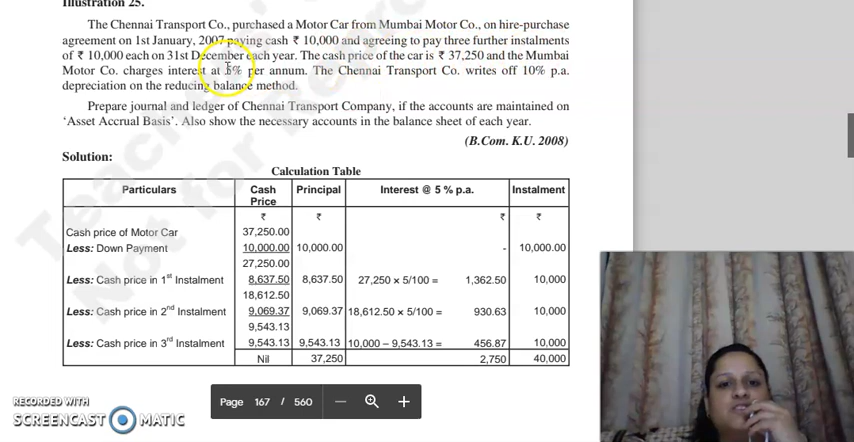 Illustration 25.
The Chennai Transport Co., purchased a Motor Car from Mumbai Motor Co., on hire-purchase
agreement on 1st January, 2007 paying cash ₹ 10,000 and agreeing to pay three further instalments
of ₹ 10,000 each on 31st December each year. The cash price of the car is ₹ 37,250 and the Mumbai
Motor Co. charges interest at 5% per annum. The Chennai Transport Co. writes off 10% p.a.
depreciation on the reducing balance method.
Prepare journal and ledger of Chennai Transport Company, if the accounts are maintained on
‘Asset Accrual Basis’. Also show the necessary accounts in the balance sheet of each year.
(B.Com. K.U. 2008)
Solution:
Calculation Table
Particulars Cash Price Principal Interest @ 5 % p.a. Instalment
₹ ₹ ₹ ₹
Cash price of Motor Car 37,250.00
Less: Down Payment 10,000.00 10,000.00 - 10,000.00
27,250.00
Less: Cash price in 1st Instalment 8,637.50 8,637.50 27,250 × 5/100 = 1,362.50 10,000
18,612.50
Less: Cash price in 2nd Instalment 9,069.37 9,069.37 18,612.50 × 5/100 = 930.63 10,000
9,543.13
Less: Cash price in 3rd Instalment 9,543.13 9,543.13 10,000 – 9,543.13 = 456.87 10,000
Nil 37,250 2,750 40,000
Page 167 / 560
RECORDED WITH
SCREENCAST MATIC